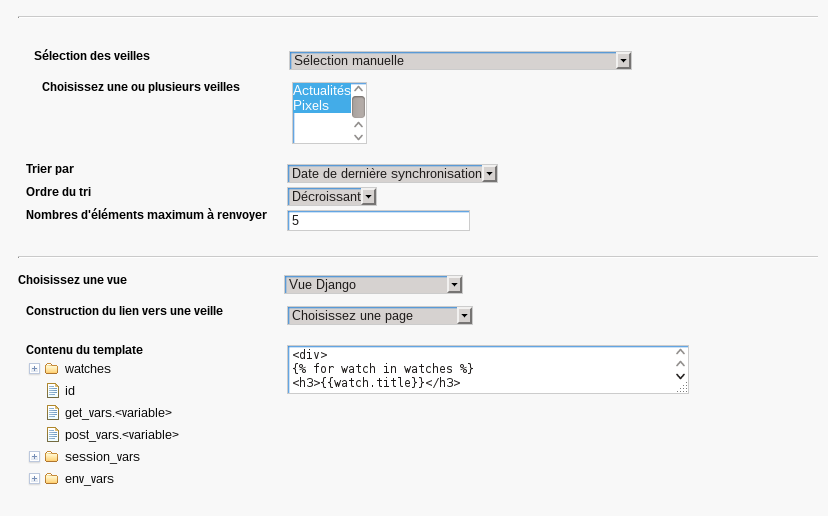 Sélection des veilles
Sélection manuelle
Choisissez une ou plusieurs veilles
Actualités
Pixels
Trier par
Date de dernière synchronisation
Ordre du tri
Décroissant
Nombres d'éléments maximum à renvoyer
5
Choisissez une vue
Vue Django
Construction du lien vers une veille
Choisissez une page
Contenu du template
<div>
{% for watch in watches %}
<h3>{{watch.title}}</h3>
watches
id
get_vars.<variable>
post_vars.<variable>
session_vars
env_vars